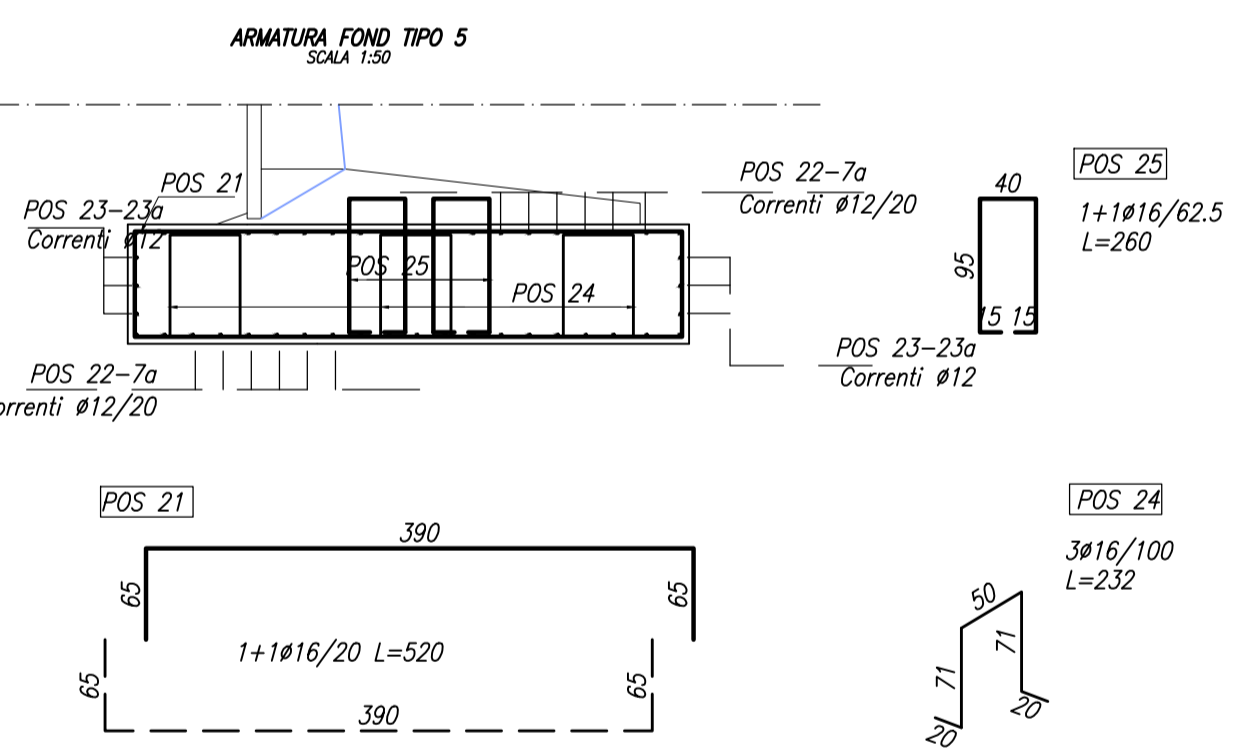 ARMATURA FOND TIPO 5
SCALA 1:50
POS 21
POS 23-23a
Correnti ø12
POS 22-7a
Correnti ø12/20
POS 25
POS 24
POS 22-7a
orrenti ø12/20
POS 23-23a
Correnti ø12
POS 25
1+1ø16/62.5
L=260
40
95
15 15
POS 21
390
65
65
1+1ø16/20 L=520
65
65
390
POS 24
3ø16/100
L=232
50
71
71
20
20